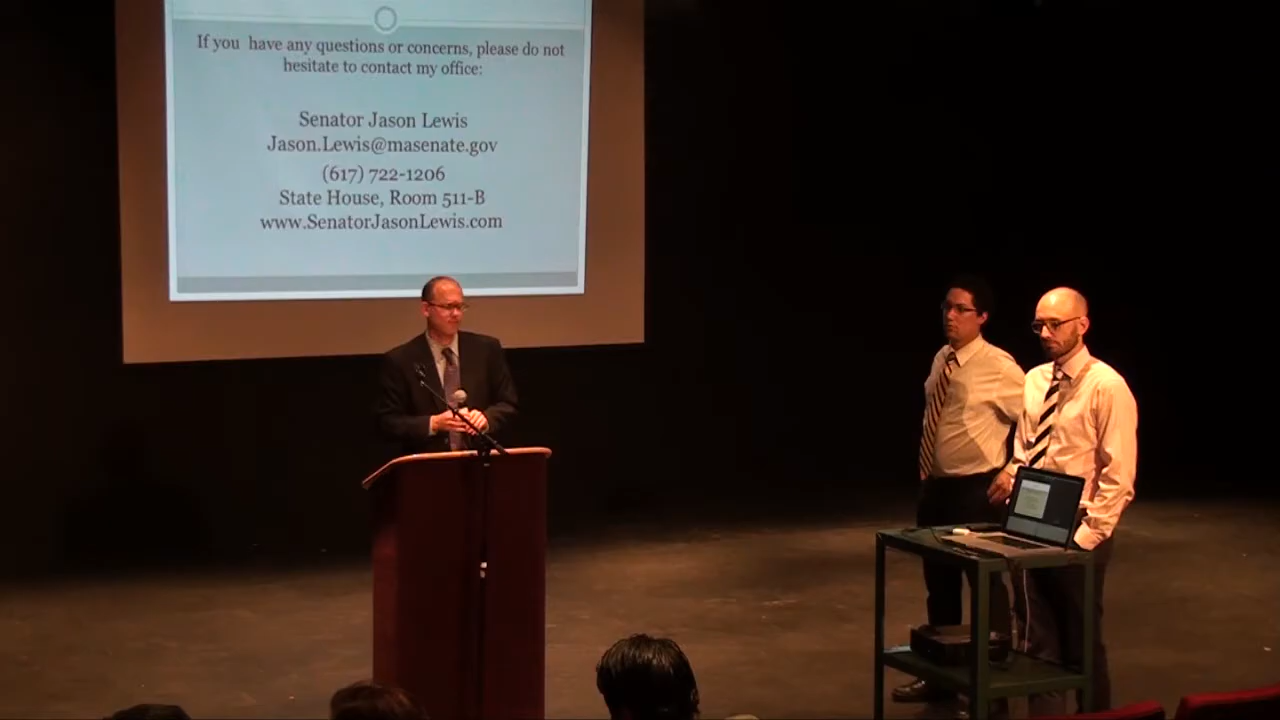 If you have any questions or concerns, please do not
hesitate to contact my office:
Senator Jason Lewis
Jason.Lewis@masenate.gov
(617) 722-1206
State House, Room 511-B
www.SenatorJasonLewis.com